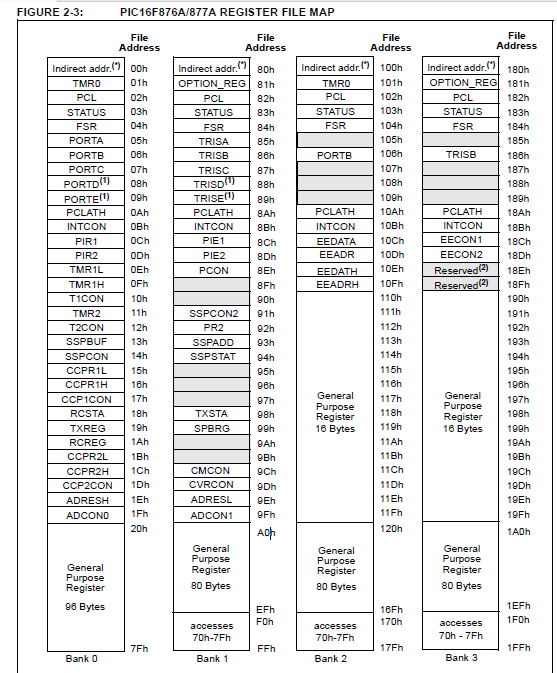 FIGURE 2-3: PIC16F876A/877A REGISTER FILE MAP
File Address File Address File Address File Address
Indirect addr.(*) 00h Indirect addr.(*) 80h Indirect addr.(*) 100h Indirect addr.(*) 180h
TMR0 01h OPTION_REG 81h TMR0 101h OPTION_REG 181h
PCL 02h PCL 82h PCL 102h PCL 182h
STATUS 03h STATUS 83h STATUS 103h STATUS 183h
FSR 04h FSR 84h FSR 104h FSR 184h
PORTA 05h TRISA 85h 105h 185h
PORTB 06h TRISB 86h PORTB 106h TRISB 186h
PORTC 07h TRISC 87h 107h 187h
PORTD(1) 08h TRISD(1) 88h 108h 188h
PORTE(1) 09h TRISE(1) 89h 109h 189h
PCLATH 0Ah PCLATH 8Ah PCLATH 10Ah PCLATH 18Ah
INTCON 0Bh INTCON 8Bh INTCON 10Bh INTCON 18Bh
PIR1 0Ch PIE1 8Ch EEDATA 10Ch EECON1 18Ch
PIR2 0Dh PIE2 8Dh EEADR 10Dh EECON2 18Dh
TMR1L 0Eh PCON 8Eh EEDATH 10Eh Reserved(2) 18Eh
TMR1H 0Fh 8Fh EEADRH 10Fh Reserved(2) 18Fh
T1CON 10h 90h 110h 190h
TMR2 11h SSPCON2 91h 111h 191h
T2CON 12h PR2 92h 112h 192h
SSPBUF 13h SSPADD 93h 113h 193h
SSPCON 14h SSPSTAT 94h 114h 194h
CCPR1L 15h 95h 115h 195h
CCPR1H 16h 96h 116h 196h
CCP1CON 17h 97h General Purpose Register 16 Bytes 117h General Purpose Register 16 Bytes 197h
RCSTA 18h TXSTA 98h 118h 198h
TXREG 19h SPBRG 99h 119h 199h
RCREG 1Ah 9Ah 11Ah 19Ah
CCPR2L 1Bh 9Bh 11Bh 19Bh
CCPR2H 1Ch CMCON 9Ch 11Ch 19Ch
CCP2CON 1Dh CVRCON 9Dh 11Dh 19Dh
ADRESH 1Eh ADRESL 9Eh 11Eh 19Eh
ADCON0 1Fh ADCON1 9Fh 11Fh 19Fh
20h A0h 120h 1A0h
General Purpose Register General Purpose Register General Purpose Register General Purpose Register
96 Bytes 80 Bytes 80 Bytes 80 Bytes
EFh 16Fh 1EFh
F0h 170h 1F0h
accesses 70h-7Fh accesses 70h-7Fh accesses 70h - 7Fh
7Fh FFh 17Fh 1FFh
Bank 0 Bank 1 Bank 2 Bank 3